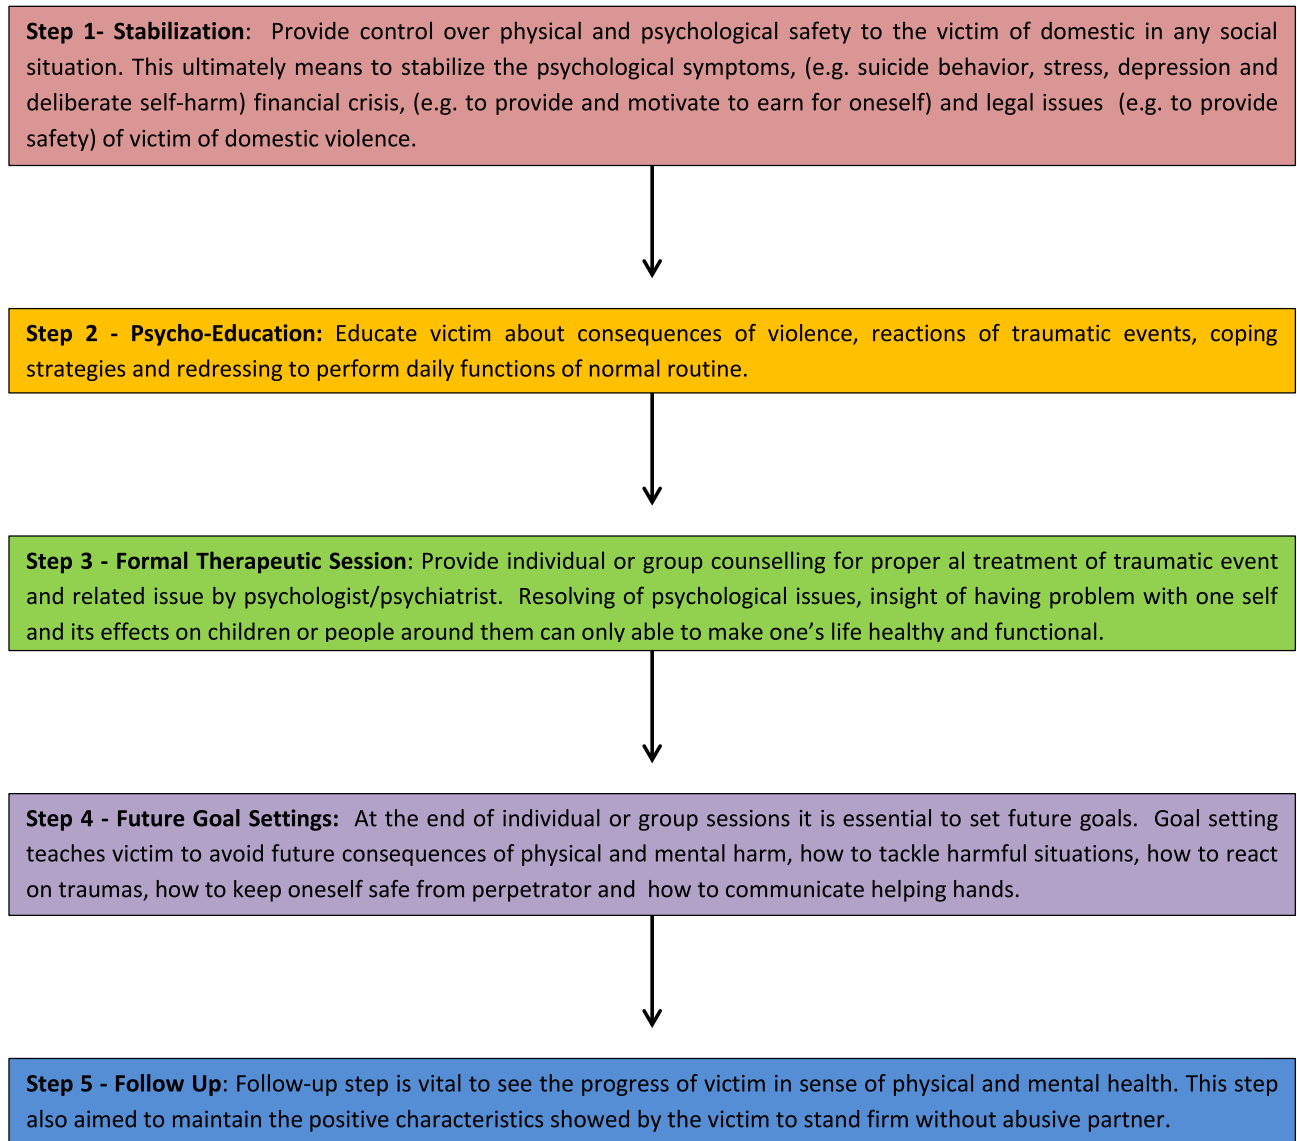 Step 1- Stabilization: Provide control over physical and psychological safety to the victim of domestic in any social
situation. This ultimately means to stabilize the psychological symptoms, (e.g. suicide behavior, stress, depression and
deliberate self-harm) financial crisis, (e.g. to provide and motivate to earn for oneself) and legal issues (e.g. to provide
safety) of victim of domestic violence.
Step 2 - Psycho-Education: Educate victim about consequences of violence, reactions of traumatic events, coping
strategies and redressing to perform daily functions of normal routine.
Step 3 - Formal Therapeutic Session: Provide individual or group counselling for proper al treatment of traumatic event
and related issue by psychologist/psychiatrist. Resolving of psychological issues, insight of having problem with one self
and its effects on children or people around them can only able to make one’s life healthy and functional.
Step 4 - Future Goal Settings: At the end of individual or group sessions it is essential to set future goals. Goal setting
teaches victim to avoid future consequences of physical and mental harm, how to tackle harmful situations, how to react
on traumas, how to keep oneself safe from perpetrator and how to communicate helping hands.
Step 5 - Follow Up: Follow-up step is vital to see the progress of victim in sense of physical and mental health. This step
also aimed to maintain the positive characteristics showed by the victim to stand firm without abusive partner.